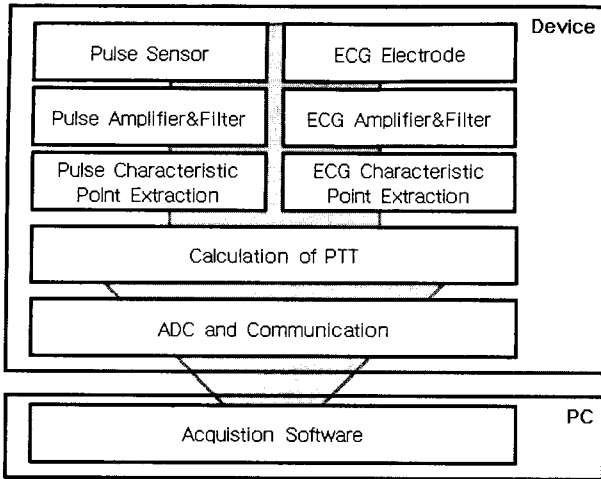 Device
Pulse Sensor
ECG Electrode
Pulse Amplifier&Filter
ECG Amplifier&Filter
Pulse Characteristic
Point Extraction
ECG Characteristic
Point Extraction
Calculation of PTT
ADC and Communication
PC
Acquistion Software